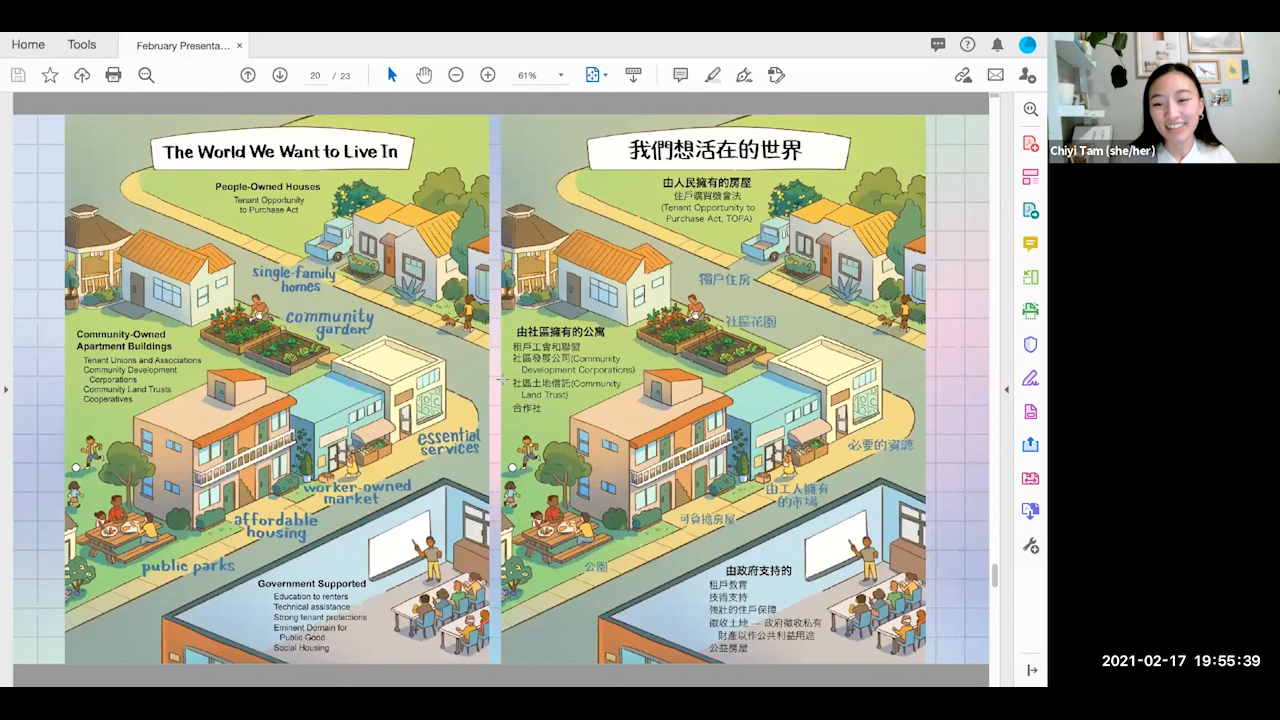 Home
Tools
February Presenta...
×
20 / 23
61%
The World We Want to Live In
People-Owned Houses
Tenant Opportunity
to Purchase Act
single-family
homes
community
garden
Community-Owned
Apartment Buildings
Tenant Unions and Associations
Community Development
Corporations
Community Land Trusts
Cooperatives
essential
services
worker-owned
market
affordable
housing
public parks
Government Supported
Education to renters
Technical assistance
Strong tenant protections
Eminent Domain for
Public Good
Social Housing
我們想活在的世界
由人民擁有的房屋
住戶購買機會法
(Tenant Opportunity to
Purchase Act, TOPA)
獨戶住房
社區花園
由社區擁有的公寓
租戶工會和聯盟
社區發展公司(Community
Development Corporations)
社區土地信託(Community
Land Trust)
合作社
必要的資源
由工人擁有
的市場
可負擔房屋
公園
由政府支持的
租戶教育
技術支持
強壯的住戶保障
徵收土地 — 政府徵收私有
財產以作公共利益用途
公益房屋
Chiyi Tam (she/her)
2021-02-17 19:55:39